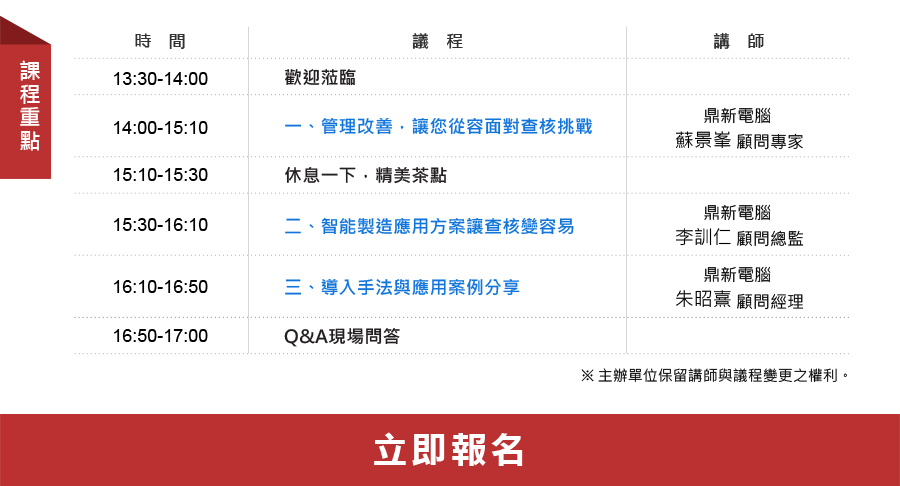 課程重點
時 間 議 程 講 師
13:30-14:00 歡迎蒞臨
14:00-15:10 一、管理改善，讓您從容面對查核挑戰 鼎新電腦
蘇景峯 顧問專家
15:10-15:30 休息一下，精美茶點
15:30-16:10 二、智能製造應用方案讓查核變容易 鼎新電腦
李訓仁 顧問總監
16:10-16:50 三、導入手法與應用案例分享 鼎新電腦
朱昭熹 顧問經理
16:50-17:00 Q&A現場問答
※ 主辦單位保留講師與議程變更之權利。
立即報名